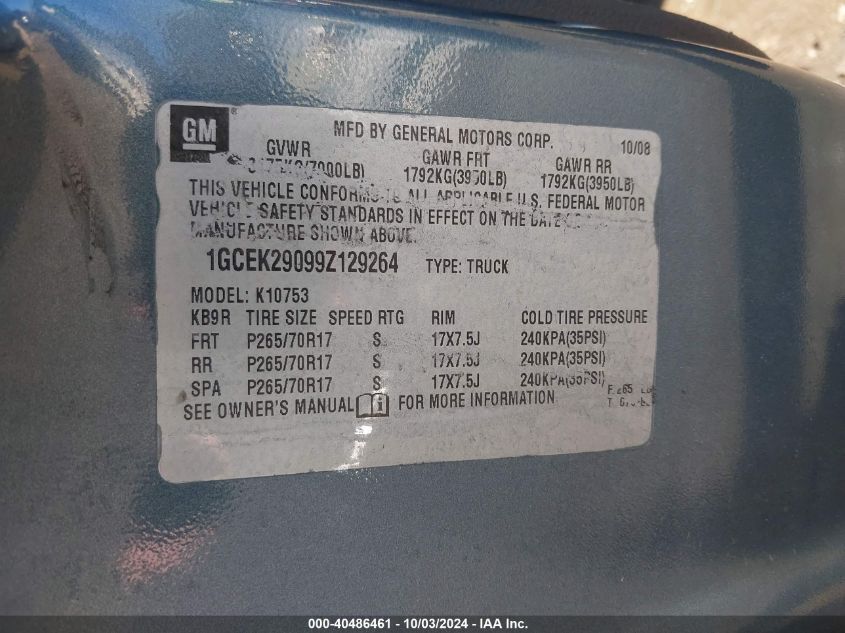 GM ®
MFD BY GENERAL MOTORS CORP. 10/08
GVWR GAWR FRT GAWR RR
1792KG(3950LB) 1792KG(3950LB)
THIS VEHICLE CONFORMS TO ALL APPLICABLE U.S. FEDERAL MOTOR
VEHICLE SAFETY STANDARDS IN EFFECT ON THE DATE OF
MANUFACTURE SHOWN ABOVE.
1GCEK29099Z129264 TYPE: TRUCK
MODEL: K10753
KB9R TIRE SIZE SPEED RTG RIM COLD TIRE PRESSURE
FRT P265/70R17 S 17X7.5J 240KPA(35PSI)
RR P265/70R17 S 17X7.5J 240KPA(35PSI)
SPA P265/70R17 S 17X7.5J 240KPA(35PSI)
SEE OWNER'S MANUAL FOR MORE INFORMATION
000-40486461 - 10/03/2024 - IAA Inc.